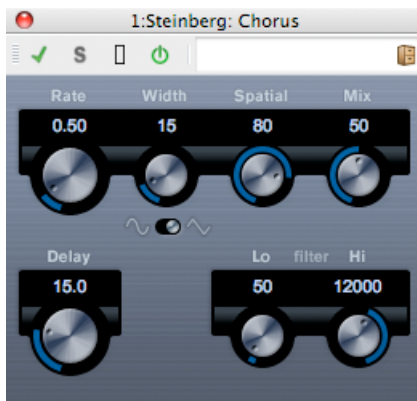 1:Steinberg: Chorus
S
Rate Width Spatial Mix
0.50 15 80 50
Delay Lo filter Hi
15.0 50 12000